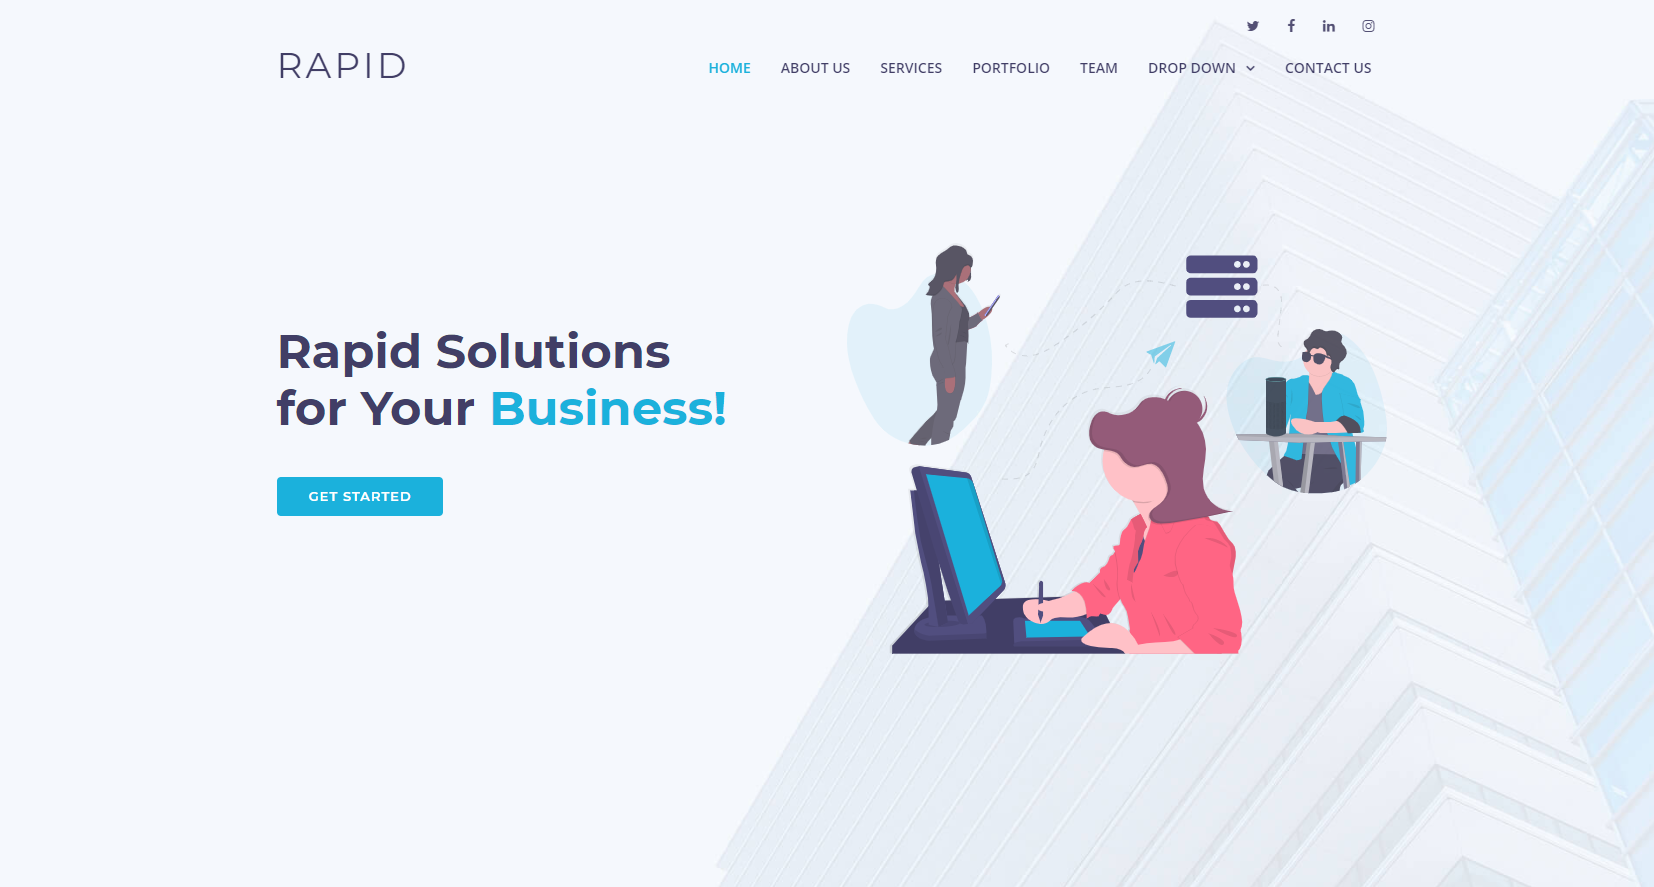 RAPID
HOME ABOUT US SERVICES PORTFOLIO TEAM DROP DOWN CONTACT US
Rapid Solutions
for Your Business!
GET STARTED